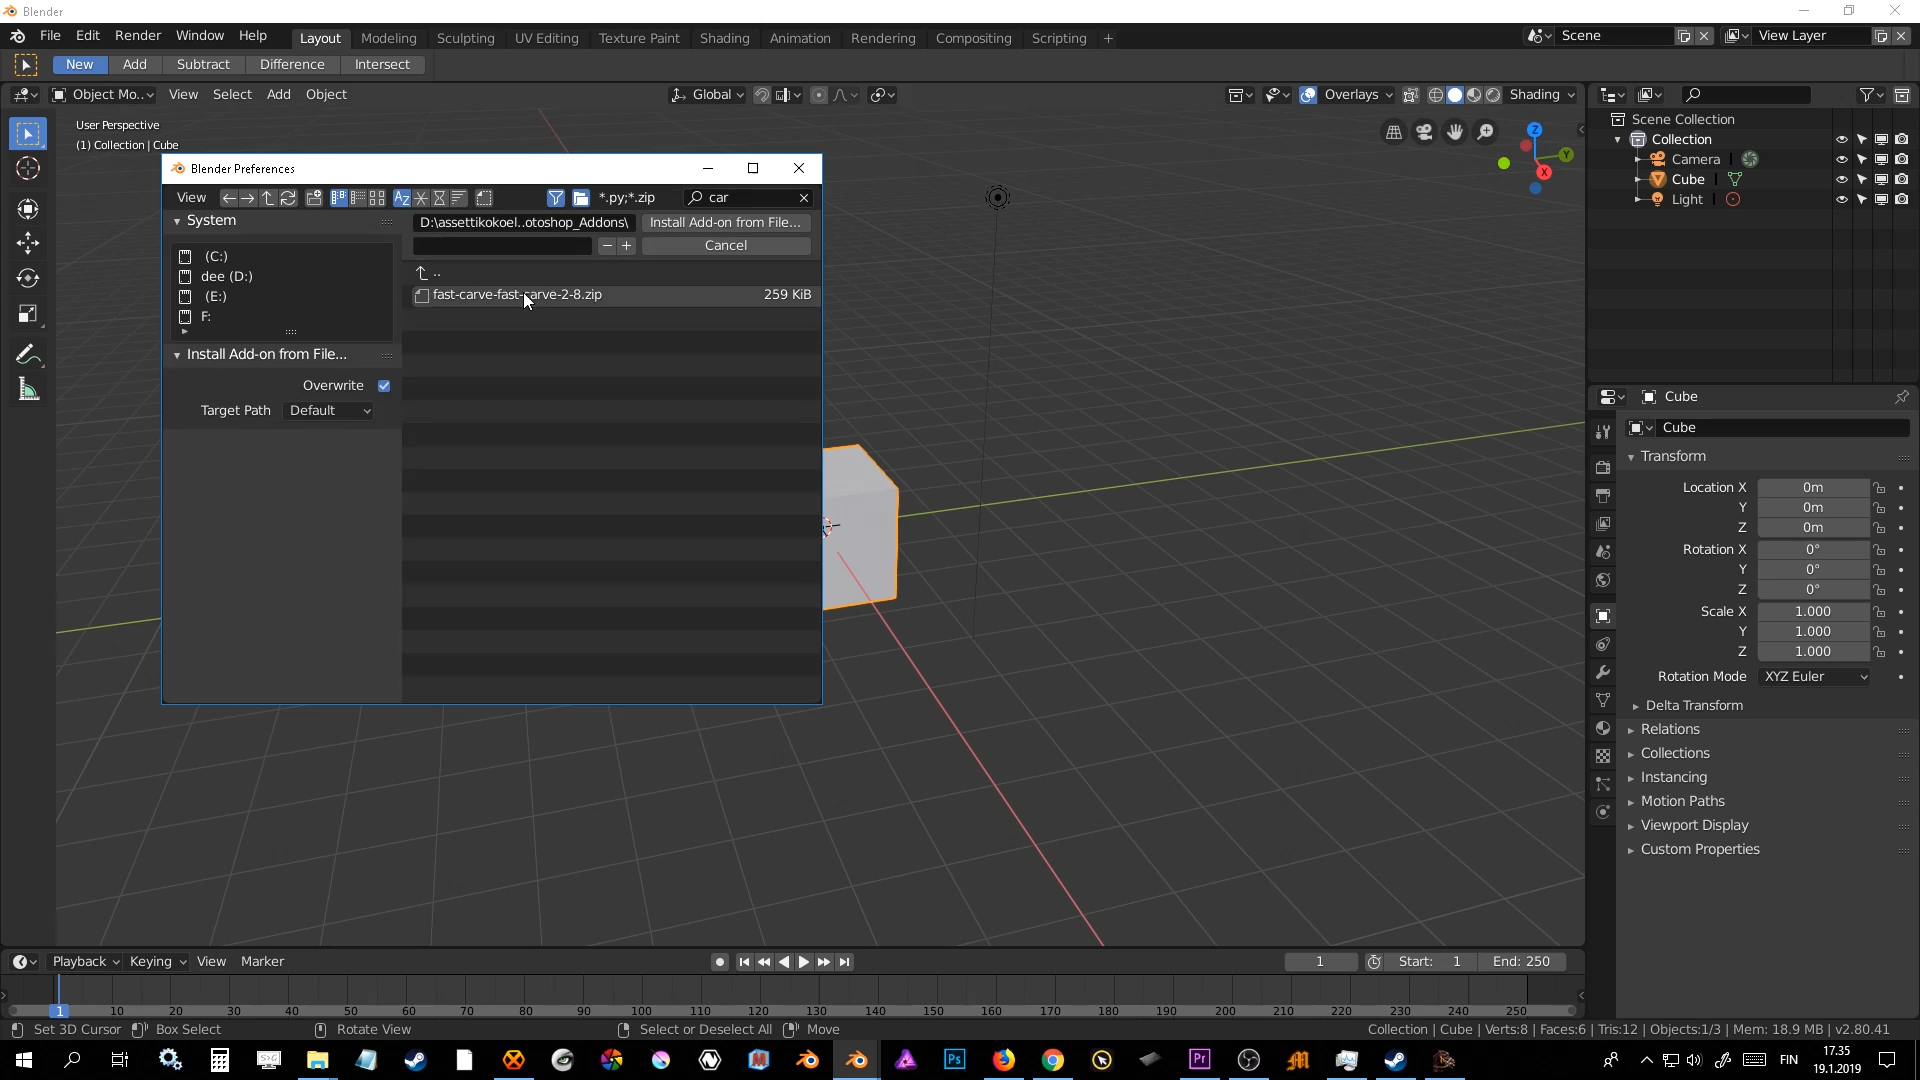 Blender
File Edit Render Window Help Layout Modeling Sculpting UV Editing Texture Paint Shading Animation Rendering Compositing Scripting + Scene View Layer
New Add Subtract Difference Intersect
Object Mo.. View Select Add Object Global Overlays Shading
User Perspective
(1) Collection | Cube
Blender Preferences
View *.py;*.zip car
System
(C:)
dee (D:)
(E:)
F:
Install Add-on from File...
Overwrite
Target Path Default
D:\assettikokoel..otoshop_Addons\ Install Add-on from File...
Cancel
..
fast-carve-fast-carve-2-8.zip 259 KiB
Z
Y
X
Scene Collection
Collection
Camera
Cube
Light
Cube
Cube
Transform
Location X 0m
Y 0m
Z 0m
Rotation X 0°
Y 0°
Z 0°
Scale X 1.000
Y 1.000
Z 1.000
Rotation Mode XYZ Euler
Delta Transform
Relations
Collections
Instancing
Motion Paths
Viewport Display
Custom Properties
Playback Keying View Marker 1 Start: 1 End: 250
1 10 20 30 40 50 60 70 80 90 100 110 120 130 140 150 160 170 180 190 200 210 220 230 240 250
Set 3D Cursor Box Select Rotate View Select or Deselect All Move Collection | Cube | Verts:8 | Faces:6 | Tris:12 | Objects:1/3 | Mem: 18.9 MB | v2.80.41
Ps Pr FIN 17.35
19.1.2019